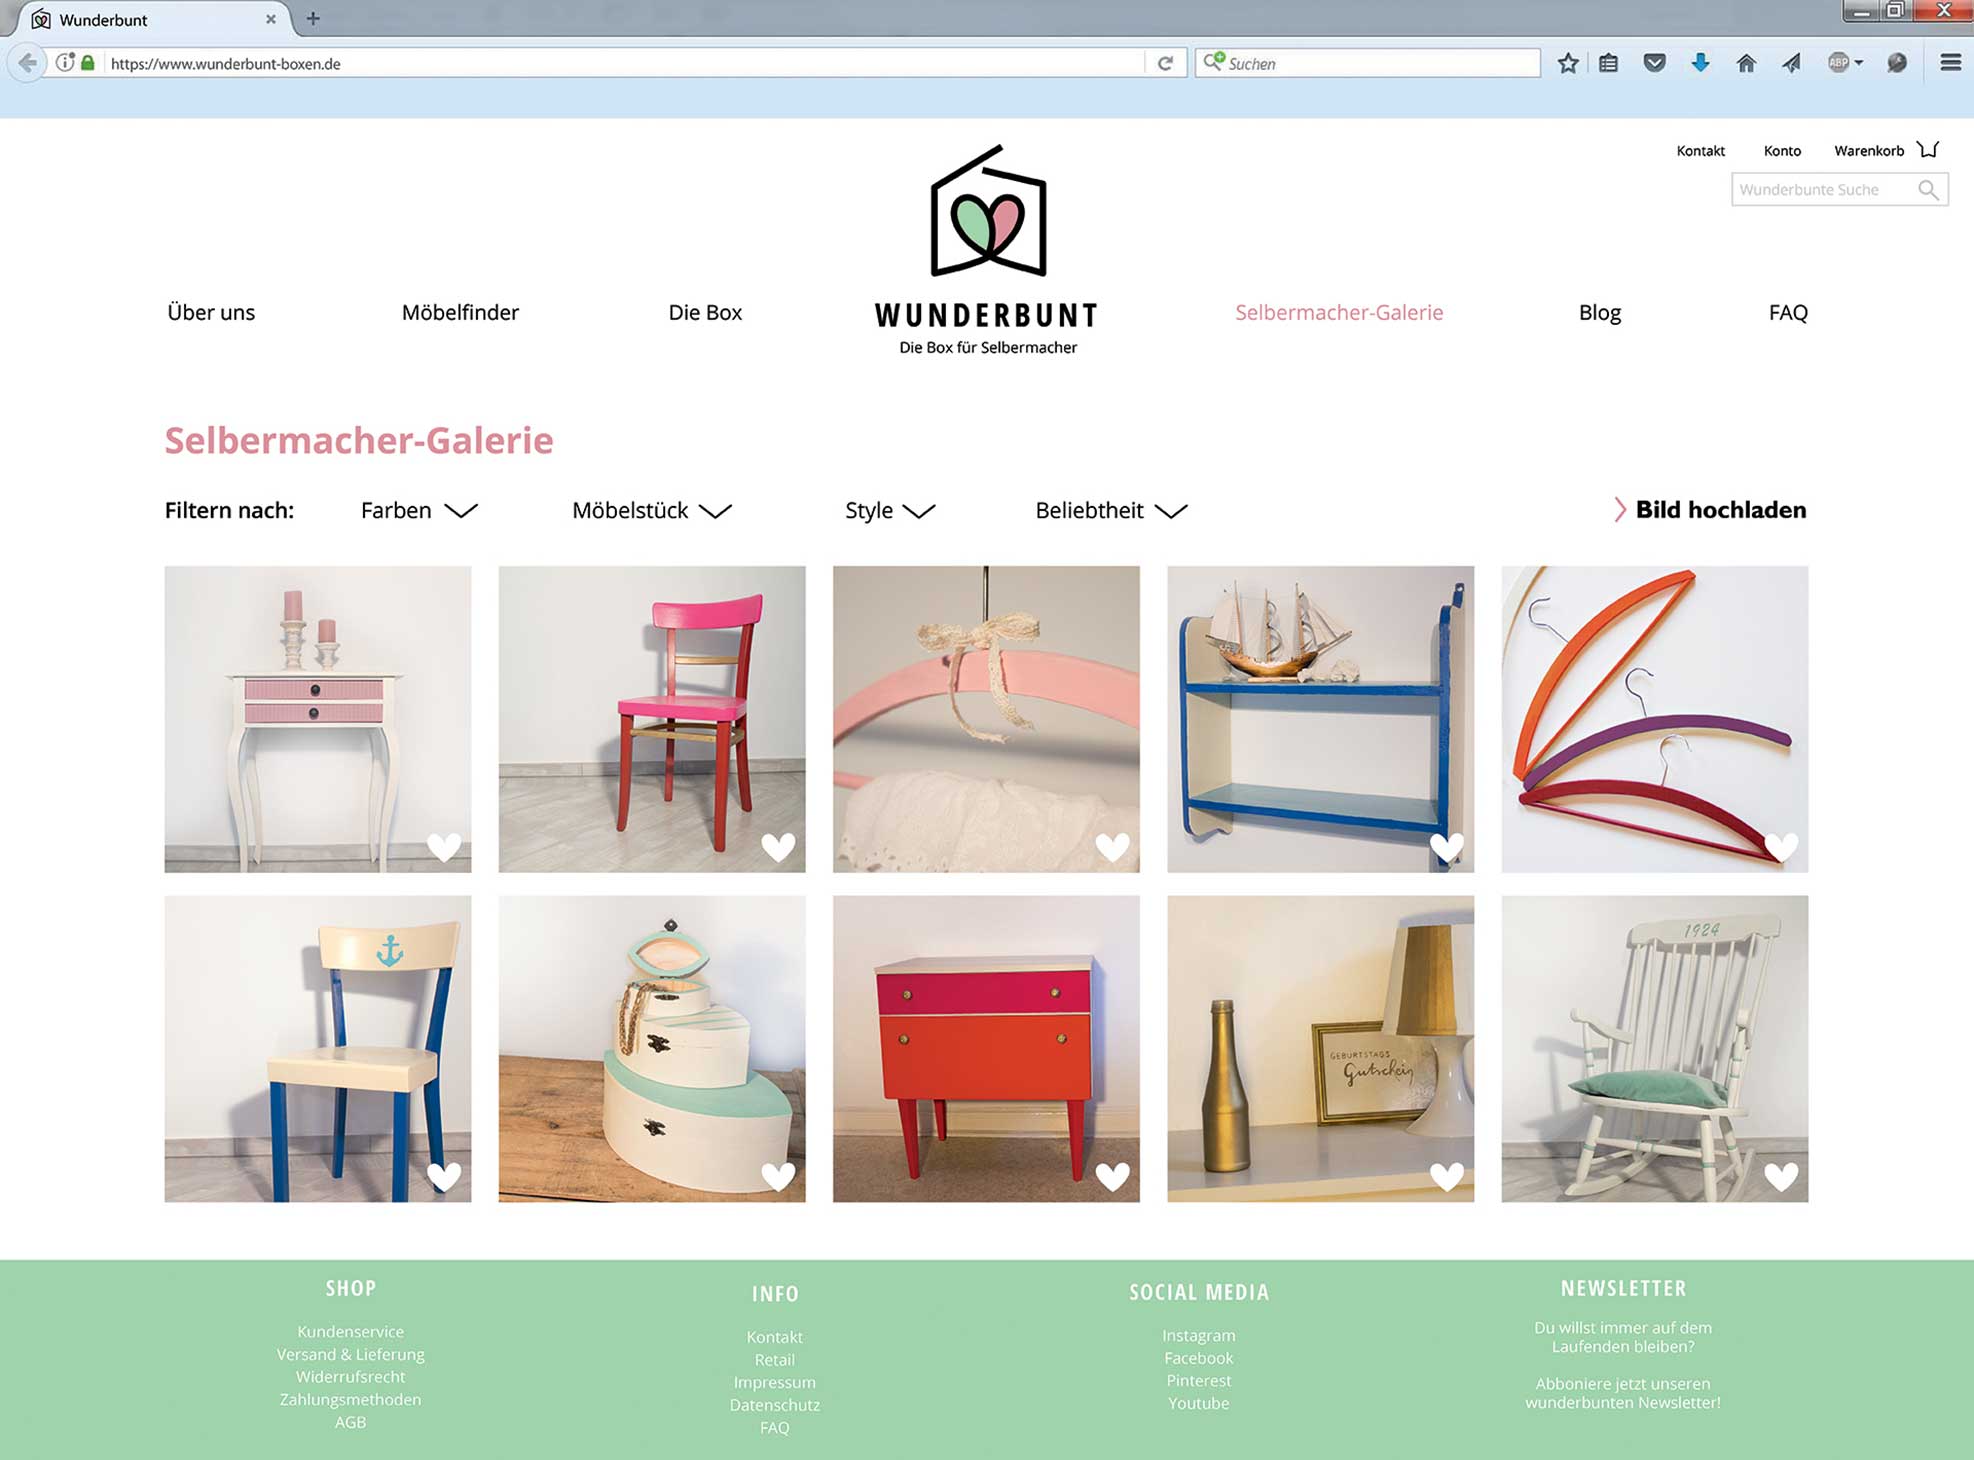 Wunderbunt
https://www.wunderbunt-boxen.de
Suchen
ABP
Kontakt Konto Warenkorb
Wunderbunte Suche
Über uns Möbelfinder Die Box WUNDERBUNT Selbermacher-Galerie Blog FAQ
Die Box für Selbermacher
Selbermacher-Galerie
Filtern nach: Farben Möbelstück Style Beliebtheit Bild hochladen
1924
GEBURTSTAGS
Gutschein
SHOP
Kundenservice
Versand & Lieferung
Widerrufsrecht
Zahlungsmethoden
AGB
INFO
Kontakt
Retail
Impressum
Datenschutz
FAQ
SOCIAL MEDIA
Instagram
Facebook
Pinterest
Youtube
NEWSLETTER
Du willst immer auf dem
Laufenden bleiben?
Abboniere jetzt unseren
wunderbunten Newsletter!